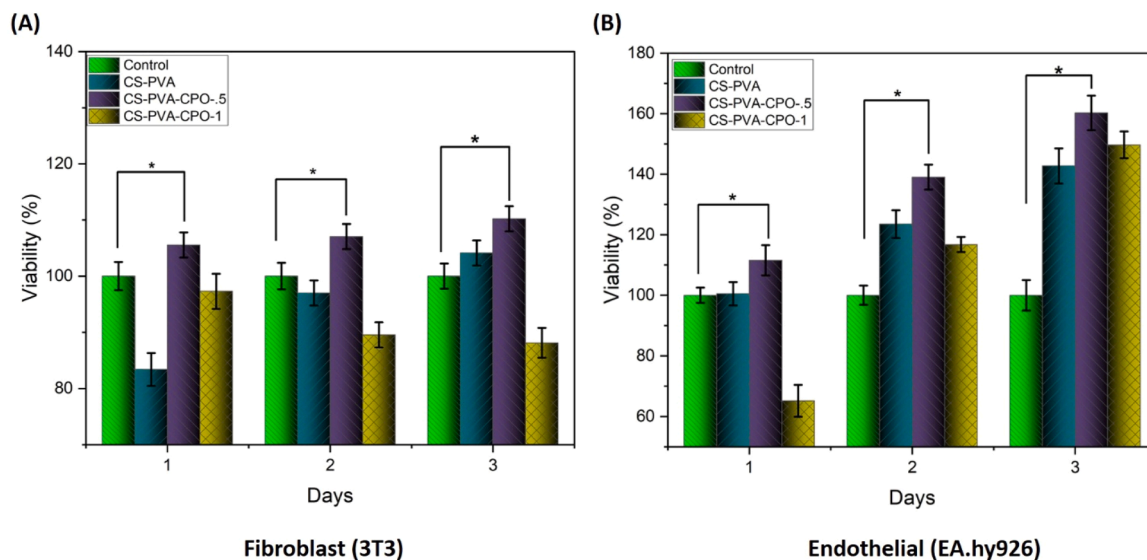 (A)
140
120
100
80
Viability (%)
Control
CS-PVA
CS-PVA-CPO-.5
CS-PVA-CPO-1
*
*
*
1 2 3
Days
Fibroblast (3T3)
(B)
180
160
140
120
100
80
60
Viability (%)
Control
CS-PVA
CS-PVA-CPO-.5
CS-PVA-CPO-1
*
*
*
1 2 3
Days
Endothelial (EA.hy926)